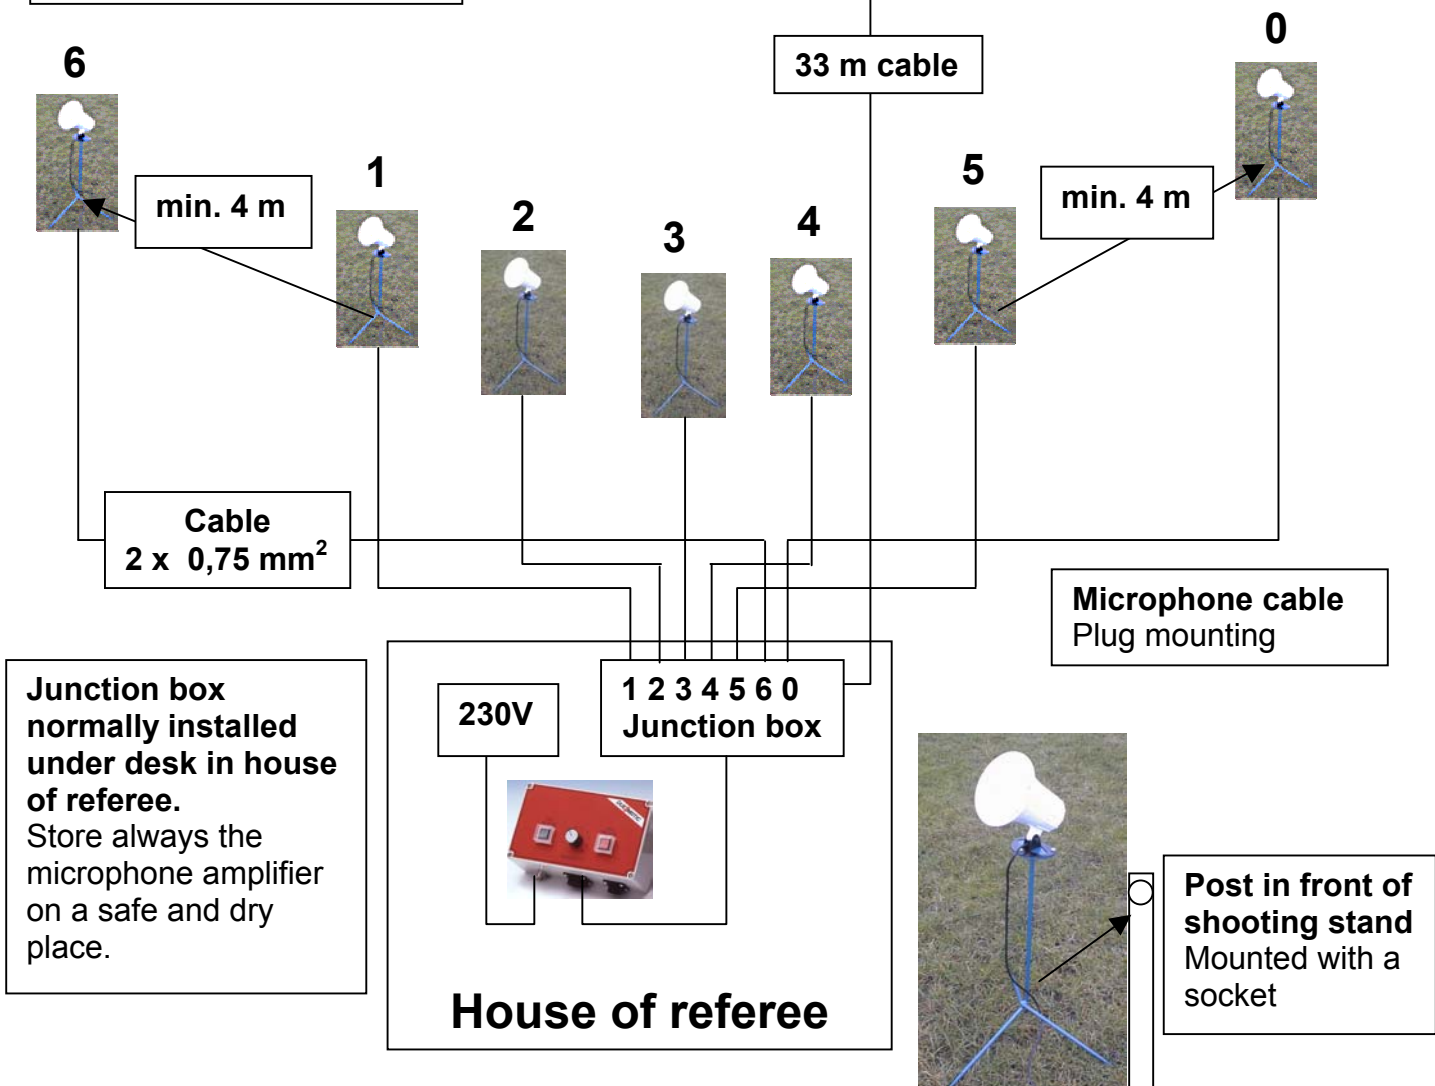 0
33 m cable
6
1
5
min. 4 m
min. 4 m
2
3
4
Cable
2 x 0,75 mm²
Microphone cable
Plug mounting
Junction box
normally installed
under desk in house
of referee.
Store always the
microphone amplifier
on a safe and dry
place.
230V
1 2 3 4 5 6 0
Junction box
House of referee
Post in front of
shooting stand
Mounted with a
socket